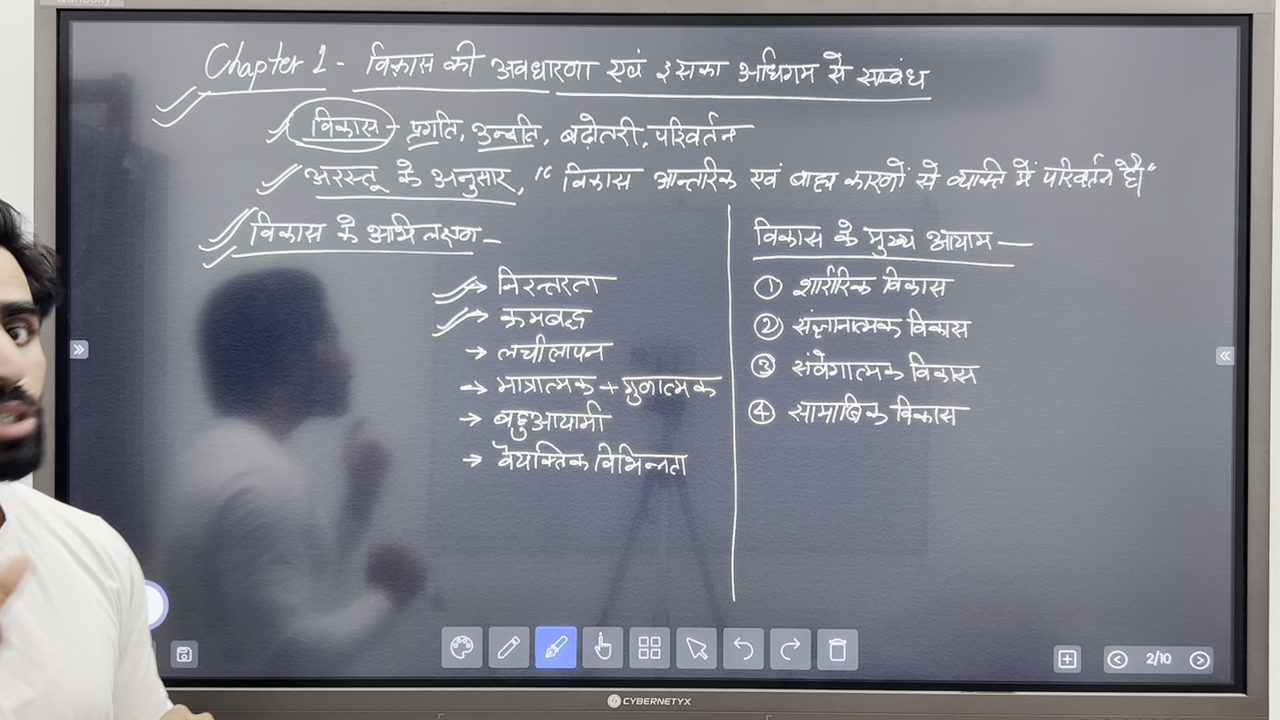 Chapter 1 - विकास की अवधारणा एवं इसका अधिगम से सम्बंध
विकास - प्रगति, उन्नति, बढ़ोतरी, परिवर्तन
अरस्तू के अनुसार, "विकास आन्तरिक एवं बाह्य कारणों से व्यक्ति में परिवर्तन है।"
विकास के अभिलक्षण -
→ निरन्तरता
→ क्रमबद्ध
→ लचीलापन
→ मात्रात्मक + गुणात्मक
→ बहुआयामी
→ वैयक्तिक विभिन्नता
विकास के मुख्य आयाम -
① शारीरिक विकास
② संज्ञानात्मक विकास
③ संवेगात्मक विकास
④ सामाजिक विकास
2/10
CYBERNETYX